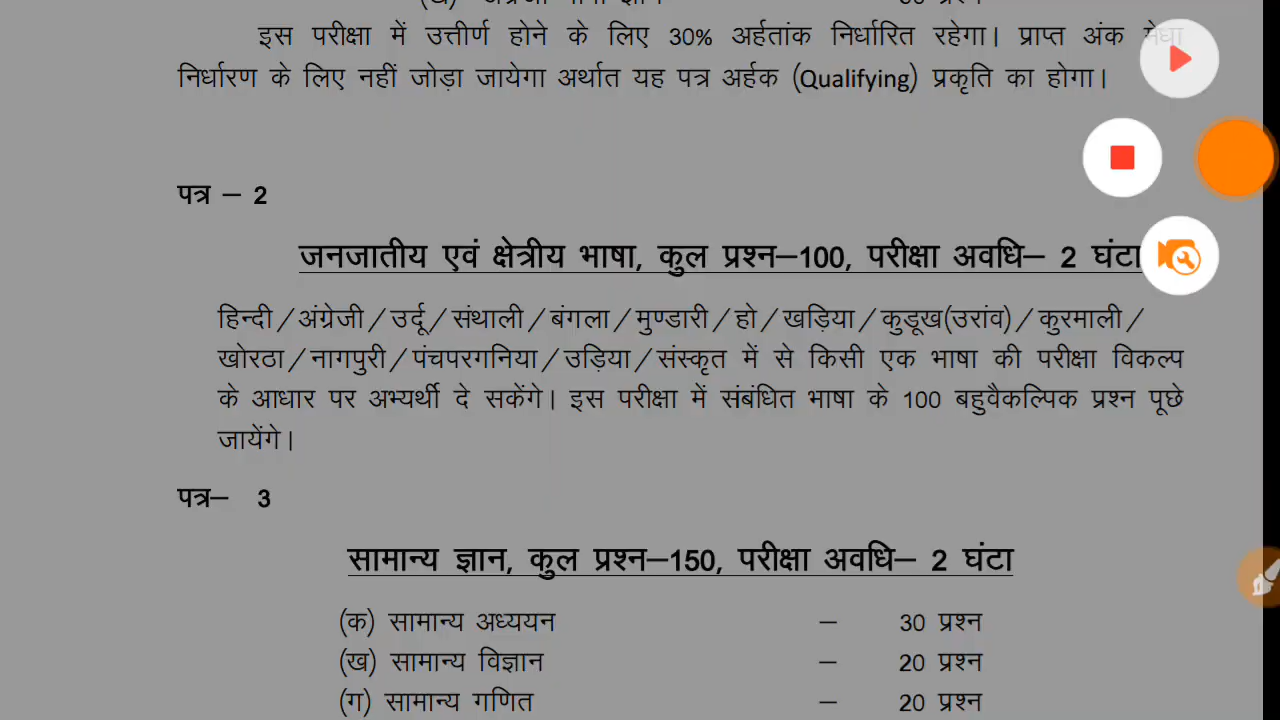 इस परीक्षा में उत्तीर्ण होने के लिए 30% अर्हतांक निर्धारित रहेगा। प्राप्त अंक मेधा
निर्धारण के लिए नहीं जोड़ा जायेगा अर्थात यह पत्र अर्हक (Qualifying) प्रकृति का होगा।
पत्र – 2
जनजातीय एवं क्षेत्रीय भाषा, कुल प्रश्न–100, परीक्षा अवधि– 2 घंटा
हिन्दी/अंग्रेजी/उर्दू/संथाली/बंगला/मुण्डारी/हो/खड़िया/कुडूख(उरांव)/कुरमाली/
खोरठा/नागपुरी/पंचपरगनिया/उड़िया/संस्कृत में से किसी एक भाषा की परीक्षा विकल्प
के आधार पर अभ्यर्थी दे सकेंगे। इस परीक्षा में संबंधित भाषा के 100 बहुवैकल्पिक प्रश्न पूछे
जायेंगे।
पत्र– 3
सामान्य ज्ञान, कुल प्रश्न–150, परीक्षा अवधि– 2 घंटा
(क) सामान्य अध्ययन – 30 प्रश्न
(ख) सामान्य विज्ञान – 20 प्रश्न
(ग) सामान्य गणित – 20 प्रश्न